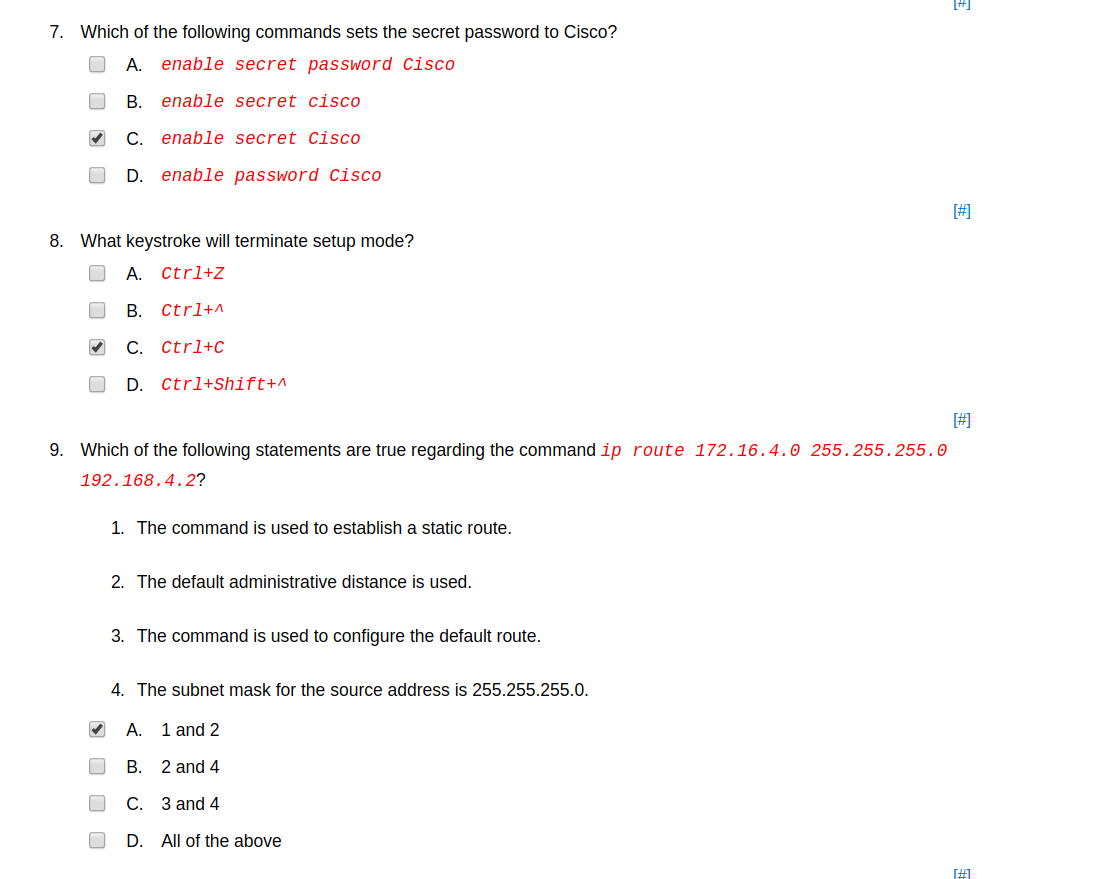 [#]
7. Which of the following commands sets the secret password to Cisco?
A. enable secret password Cisco
B. enable secret cisco
C. enable secret Cisco
D. enable password Cisco
[#]
8. What keystroke will terminate setup mode?
A. Ctrl+Z
B. Ctrl+^
C. Ctrl+C
D. Ctrl+Shift+^
[#]
9. Which of the following statements are true regarding the command ip route 172.16.4.0 255.255.255.0
192.168.4.2?
1. The command is used to establish a static route.
2. The default administrative distance is used.
3. The command is used to configure the default route.
4. The subnet mask for the source address is 255.255.255.0.
A. 1 and 2
B. 2 and 4
C. 3 and 4
D. All of the above
[#]